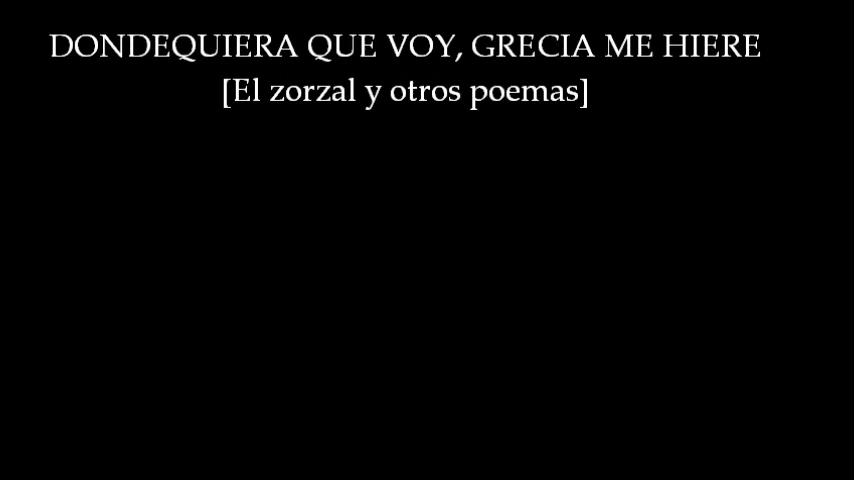 DONDEQUIERA QUE VOY, GRECIA ME HIERE
[El zorzal y otros poemas]